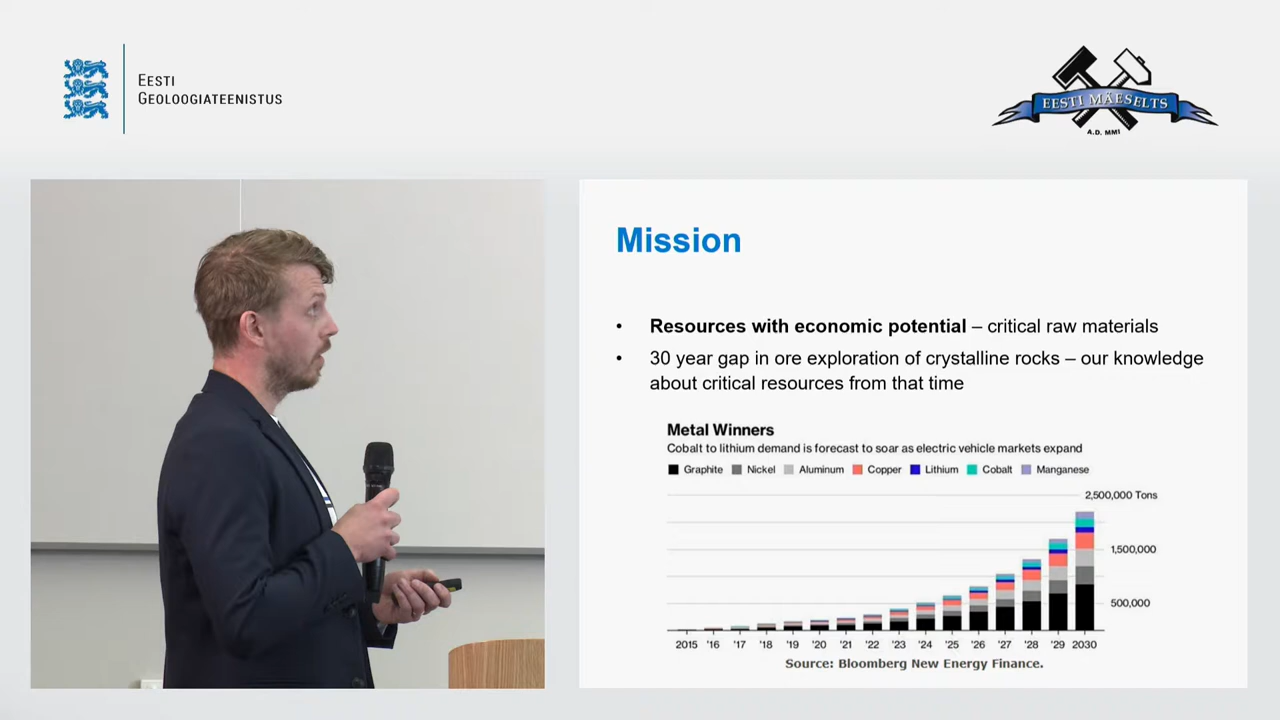 EESTI
GEOLOOGIATEENISTUS
EESTI MÄESELTS
A.D. MMI
Mission
• Resources with economic potential – critical raw materials
• 30 year gap in ore exploration of crystalline rocks – our knowledge
about critical resources from that time
Metal Winners
Cobalt to lithium demand is forecast to soar as electric vehicle markets expand
Graphite Nickel Aluminum Copper Lithium Cobalt Manganese
2,500,000 Tons
1,500,000
500,000
2015 '16 '17 '18 '19 '20 '21 '22 '23 '24 '25 '26 '27 '28 '29 2030
Source: Bloomberg New Energy Finance.